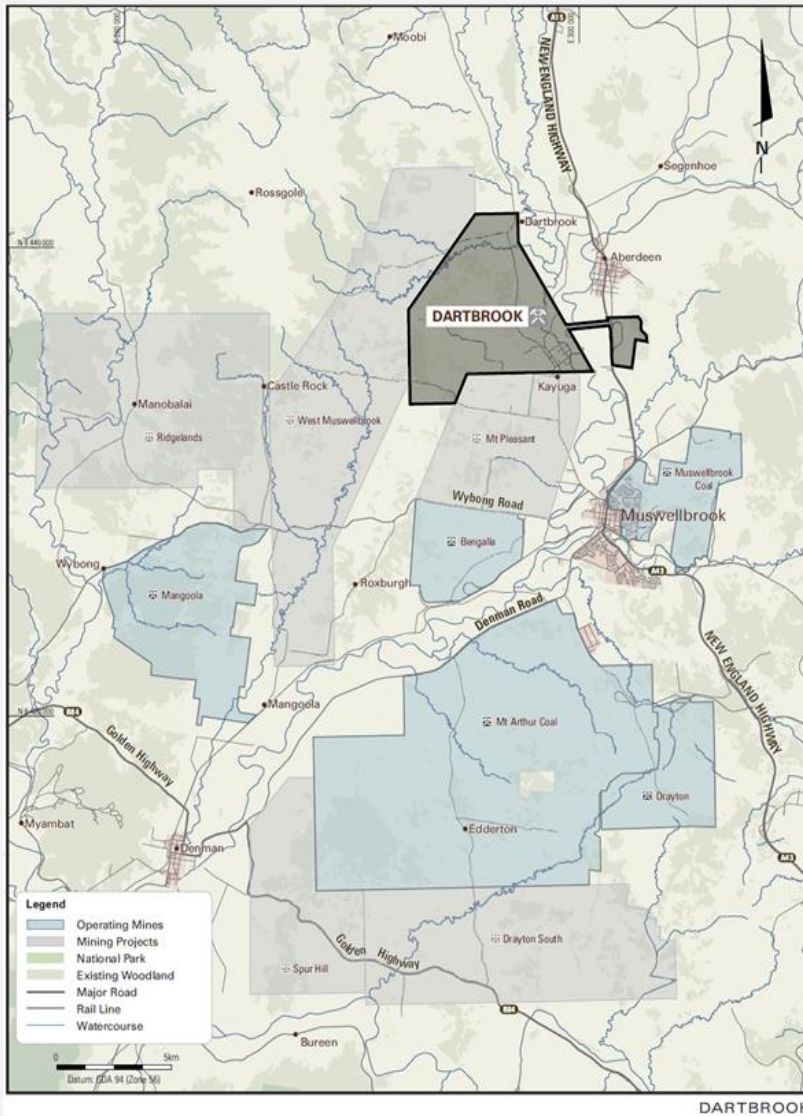 Moobi
A61
NEW ENGLAND HIGHWAY
N
Segenhoe
Rossgole
Dartbrook
Aberdeen
DARTBROOK
Kayuga
Castle Rock
Manobalai
Ridgelands
West Muswellbrook
Mt Pleasant
Muswellbrook
Coal
Wybong Road
Muswellbrook
Bengalla
Wybong
Mangoola
Roxburgh
Denman Road
NEW ENGLAND HIGHWAY
Mangoola
B84
Golden Highway
Mt Arthur Coal
Drayton
Myambat
Edderton
Denman
Legend
Operating Mines
Mining Projects
National Park
Existing Woodland
Major Road
Rail Line
Watercourse
0 5km
Datum: GDA 94 (Zone 56)
Golden Highway
Drayton South
Spur Hill
B84
Bureen
DARTBROOK